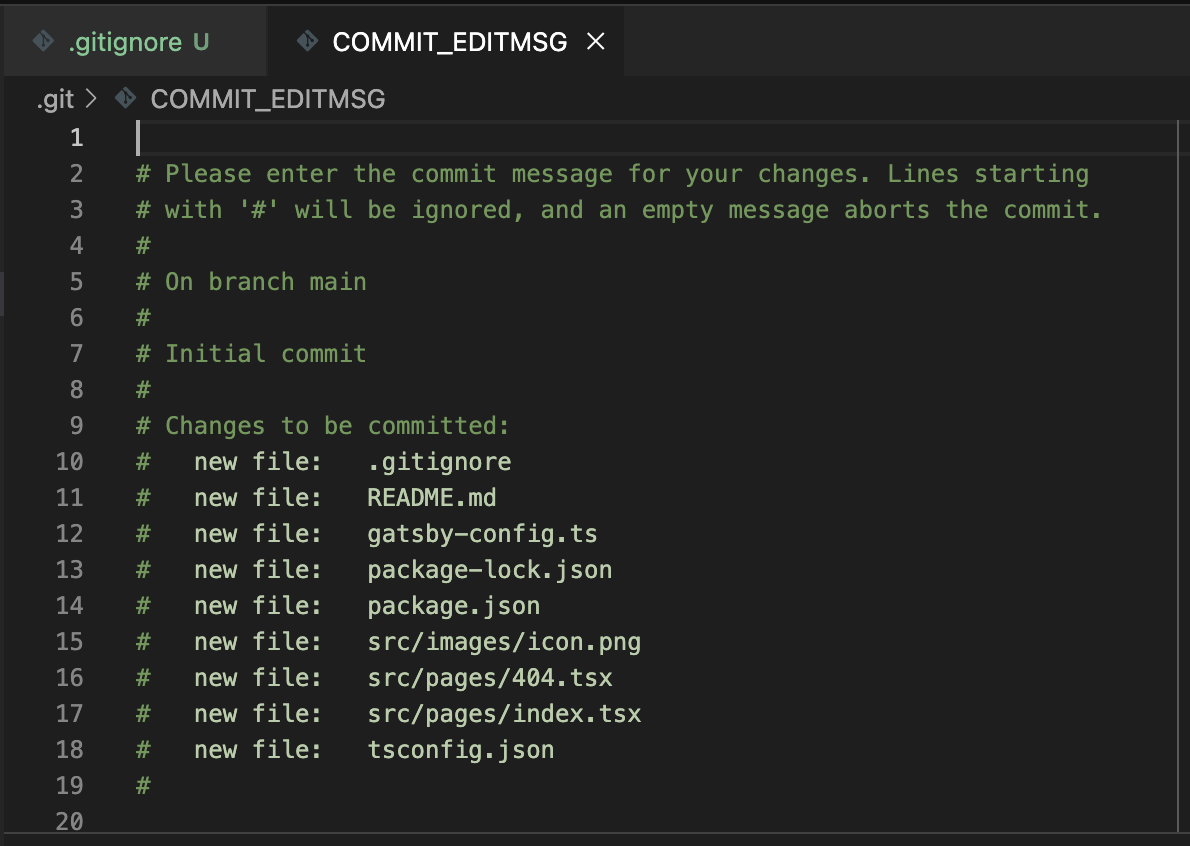 .gitignore U COMMIT_EDITMSG
.git > COMMIT_EDITMSG
1
2 # Please enter the commit message for your changes. Lines starting
3 # with '#' will be ignored, and an empty message aborts the commit.
4 #
5 # On branch main
6 #
7 # Initial commit
8 #
9 # Changes to be committed:
10 #   new file:   .gitignore
11 #   new file:   README.md
12 #   new file:   gatsby-config.ts
13 #   new file:   package-lock.json
14 #   new file:   package.json
15 #   new file:   src/images/icon.png
16 #   new file:   src/pages/404.tsx
17 #   new file:   src/pages/index.tsx
18 #   new file:   tsconfig.json
19 #
20